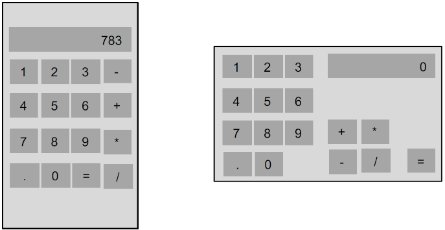 783
1 2 3 -
4 5 6 +
7 8 9 *
. 0 = /
1 2 3 0
4 5 6
7 8 9 + *
. 0 - / =